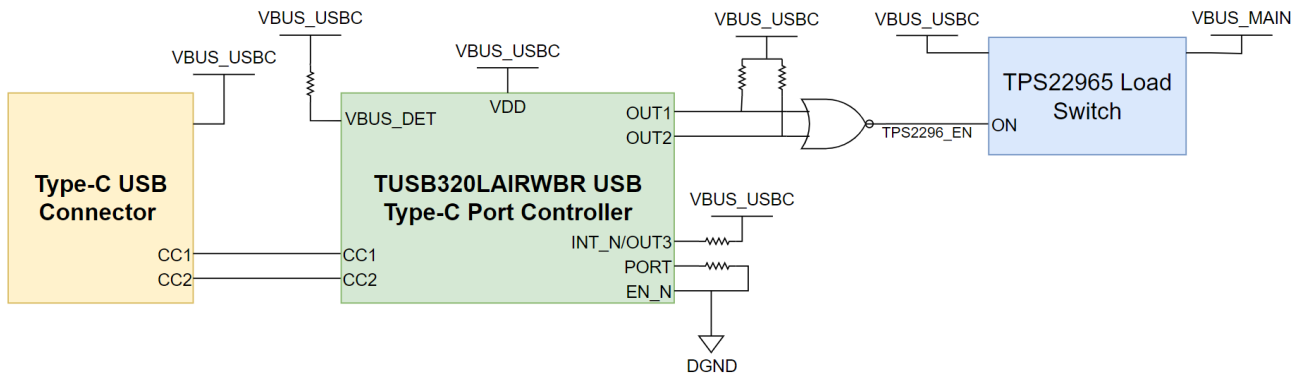 VBUS_USBC
VBUS_USBC
VBUS_USBC
VBUS_USBC
VBUS_USBC
VBUS_MAIN
VDD
VBUS_DET
OUT1
OUT2
TPS2296_EN
ON
TPS22965 Load
Switch
Type-C USB
Connector
TUSB320LAIRWBR USB
Type-C Port Controller
VBUS_USBC
INT_N/OUT3
PORT
EN_N
CC1
CC2
CC1
CC2
DGND